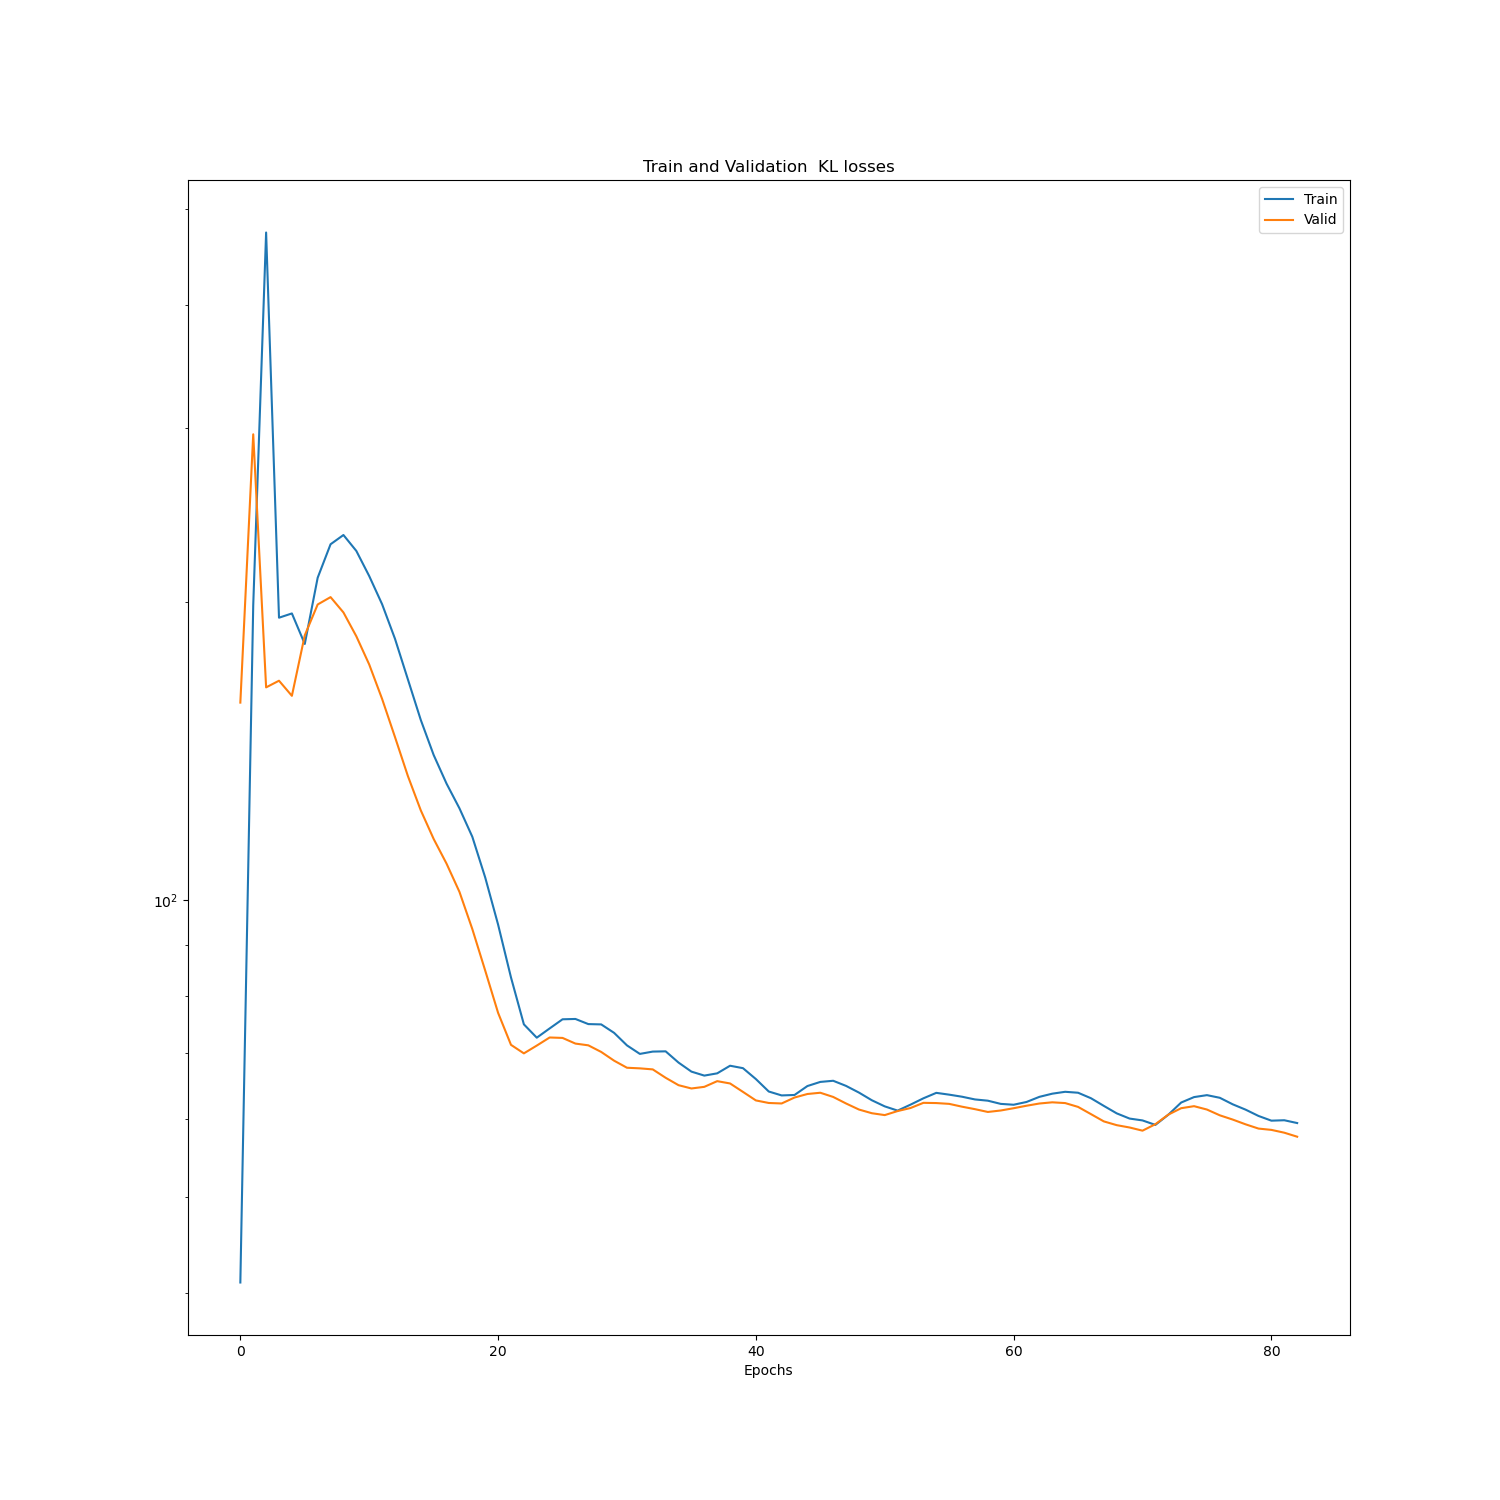 Train and Validation  KL losses
Train
Valid
10²
0 20 40 60 80
Epochs